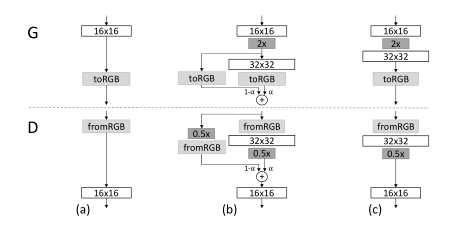 G
16x16
toRGB
16x16
2x
32x32
toRGB
toRGB
1-α
α
+
16x16
2x
32x32
toRGB
D
fromRGB
16x16
(a)
fromRGB
0.5x
fromRGB
32x32
0.5x
1-α
α
+
16x16
(b)
fromRGB
32x32
0.5x
16x16
(c)